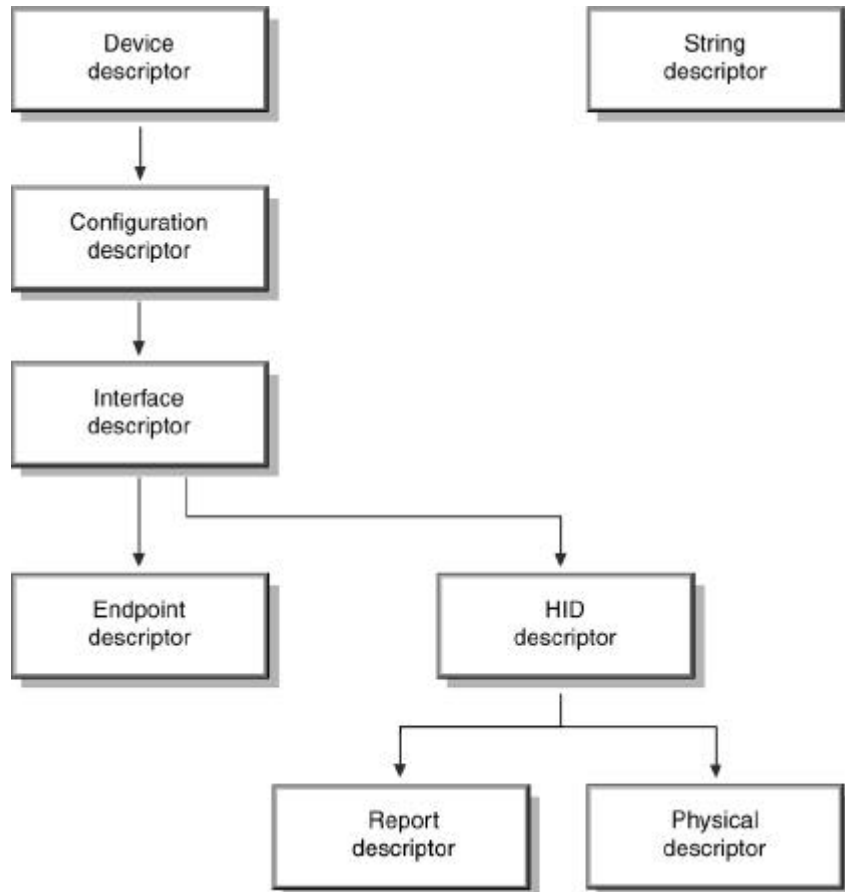 Device
descriptor
String
descriptor
Configuration
descriptor
Interface
descriptor
Endpoint
descriptor
HID
descriptor
Report
descriptor
Physical
descriptor